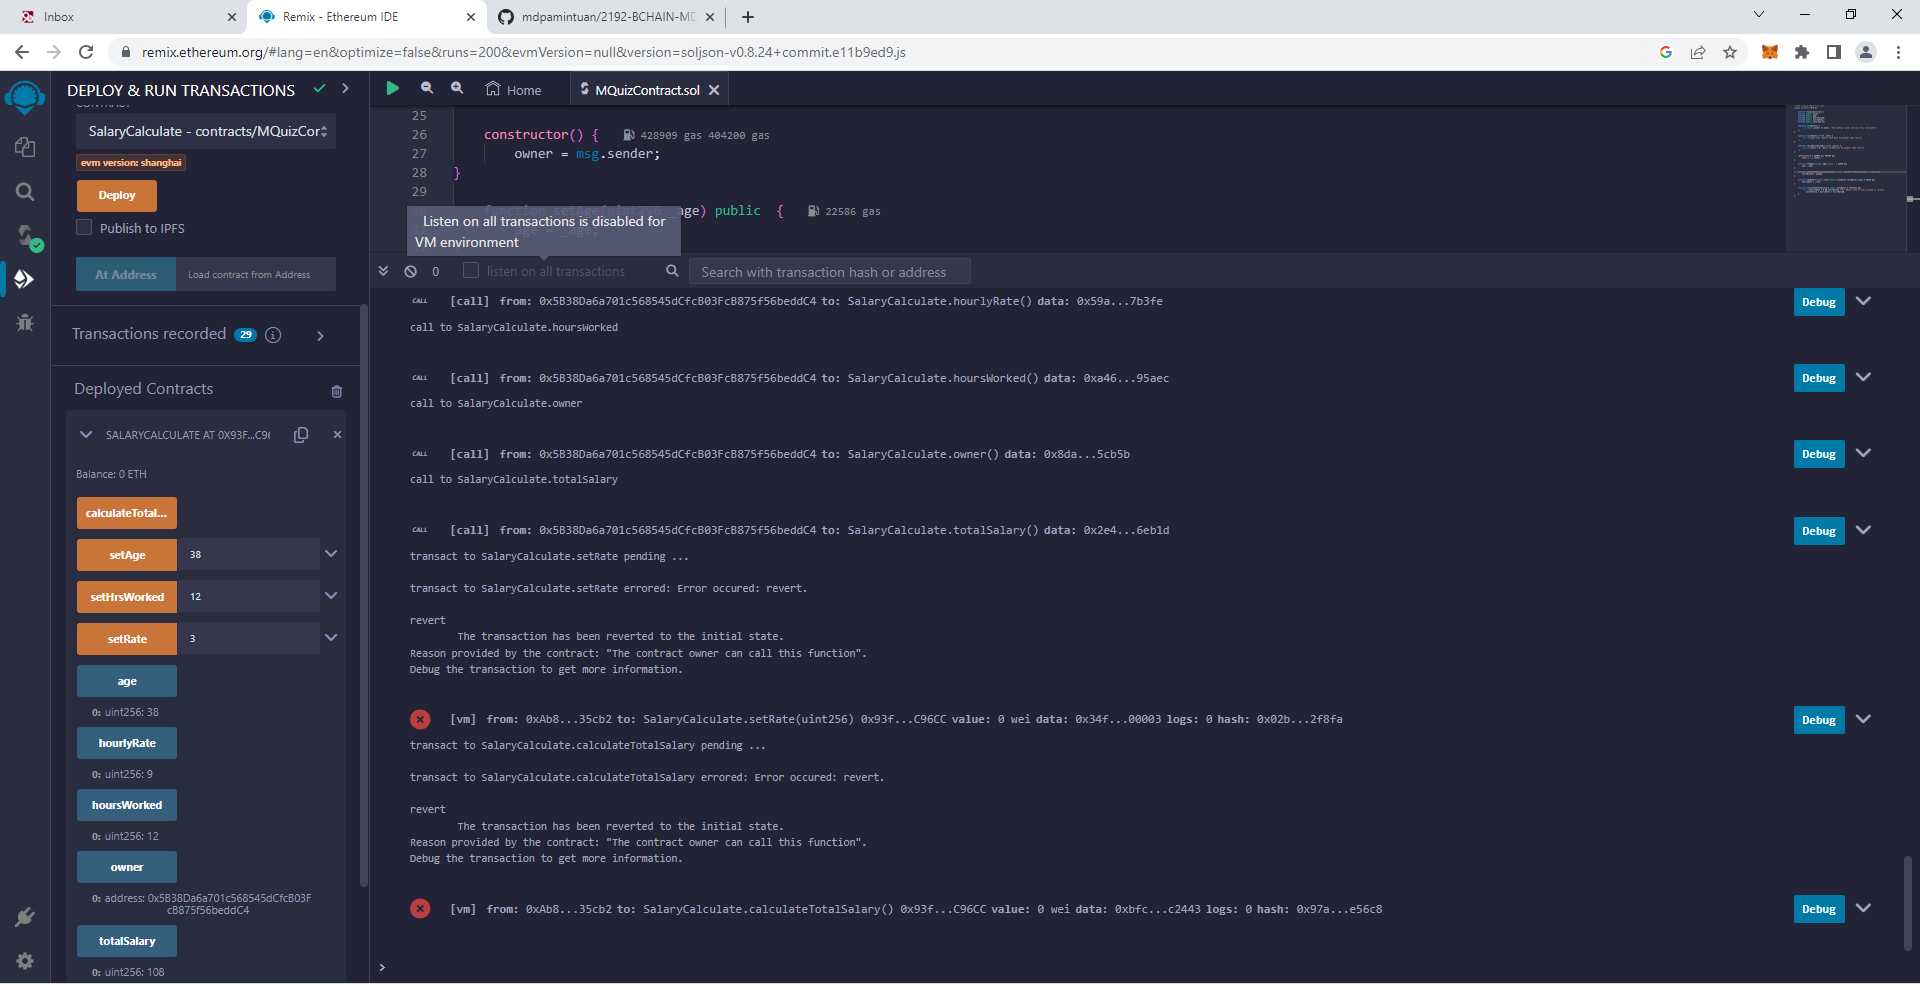 Inbox
Remix - Ethereum IDE
mdpamintuan/2192-BCHAIN-MD
remix.ethereum.org/#lang=en&optimize=false&runs=200&evmVersion=null&version=soljson-v0.8.24+commit.e11b9ed9.js
DEPLOY & RUN TRANSACTIONS
CONTRACT
SalaryCalculate - contracts/MQuizCor
evm version: shanghai
Deploy
Publish to IPFS
At Address
Load contract from Address
Transactions recorded 29
Deployed Contracts
SALARYCALCULATE AT 0X93F...C96
Balance: 0 ETH
calculateTotal...
setAge 38
setHrsWorked 12
setRate 3
age
0: uint256: 38
hourlyRate
0: uint256: 9
hoursWorked
0: uint256: 12
owner
0: address: 0x5B38Da6a701c568545dCfcB03F
cB875f56beddC4
totalSalary
0: uint256: 108
Home
MQuizContract.sol
25
26 constructor() { 428909 gas 404200 gas
27 owner = msg.sender;
28 }
29
function setAge(uint256 _age) public { 22586 gas
age = _age;
Listen on all transactions is disabled for
VM environment
0 listen on all transactions Search with transaction hash or address
CALL [call] from: 0x5B38Da6a701c568545dCfcB03FcB875f56beddC4 to: SalaryCalculate.hourlyRate() data: 0x59a...7b3fe Debug
call to SalaryCalculate.hoursWorked
CALL [call] from: 0x5B38Da6a701c568545dCfcB03FcB875f56beddC4 to: SalaryCalculate.hoursWorked() data: 0xa46...95aec Debug
call to SalaryCalculate.owner
CALL [call] from: 0x5B38Da6a701c568545dCfcB03FcB875f56beddC4 to: SalaryCalculate.owner() data: 0x8da...5cb5b Debug
call to SalaryCalculate.totalSalary
CALL [call] from: 0x5B38Da6a701c568545dCfcB03FcB875f56beddC4 to: SalaryCalculate.totalSalary() data: 0x2e4...6eb1d Debug
transact to SalaryCalculate.setRate pending ...
transact to SalaryCalculate.setRate errored: Error occured: revert.
revert
The transaction has been reverted to the initial state.
Reason provided by the contract: "The contract owner can call this function".
Debug the transaction to get more information.
[vm] from: 0xAb8...35cb2 to: SalaryCalculate.setRate(uint256) 0x93f...C96CC value: 0 wei data: 0x34f...00003 logs: 0 hash: 0x02b...2f8fa Debug
transact to SalaryCalculate.calculateTotalSalary pending ...
transact to SalaryCalculate.calculateTotalSalary errored: Error occured: revert.
revert
The transaction has been reverted to the initial state.
Reason provided by the contract: "The contract owner can call this function".
Debug the transaction to get more information.
[vm] from: 0xAb8...35cb2 to: SalaryCalculate.calculateTotalSalary() 0x93f...C96CC value: 0 wei data: 0xbfc...c2443 logs: 0 hash: 0x97a...e56c8 Debug
>